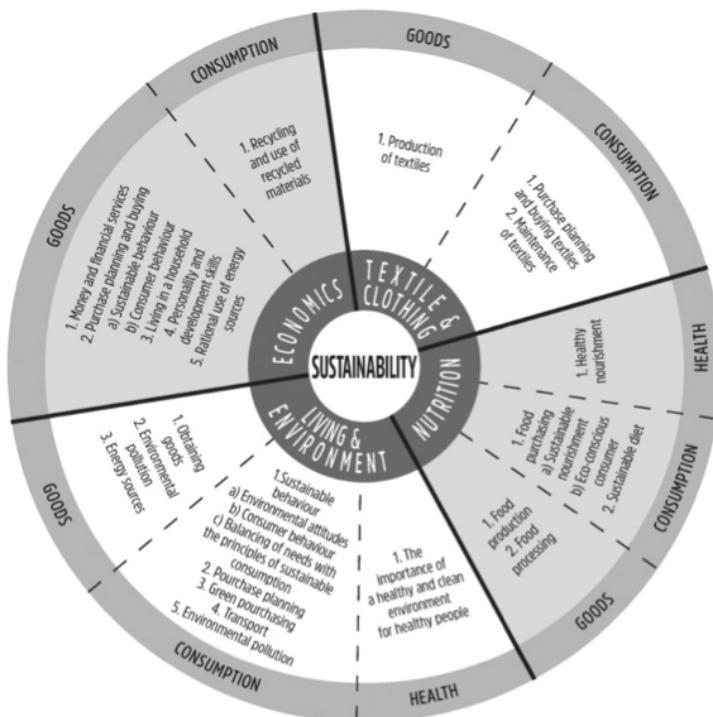 SUSTAINABILITY
ECONOMICS
CONSUMPTION
1. Recycling
and use of
recycled
materials
GOODS
1. Money and financial services
2. Purchase planning and buying
a) Sustainable behaviour
b) Consumer behaviour
3. Living in a household
4. Personality and
development skills
5. Rational use of energy
sources
TEXTILE &
CLOTHING
GOODS
1. Production
of textiles
CONSUMPTION
1. Purchase planning
and buying textiles
2. Maintenance
of textiles
NUTRITION
HEALTH
1. Healthy
nourishment
CONSUMPTION
1. Food
purchasing
a) Sustainable
nourishment
b) Eco-conscious
consumer
2. Sustainable diet
GOODS
1. Food
production
2. Food
processing
LIVING &
ENVIRONMENT
HEALTH
1. The
importance of
a healthy and clean
environment
for healthy people
CONSUMPTION
1.Sustainable
behaviour
a) Environmental attitudes
b) Consumer behaviour
c) Balancing of needs with
the principles of sustainable
consumption
2. Pourchase planning
3. Green pourchasing
4. Transport
5. Environmental pollution
GOODS
1. Obtaining
goods
2. Environmental
pollution
3. Energy sources